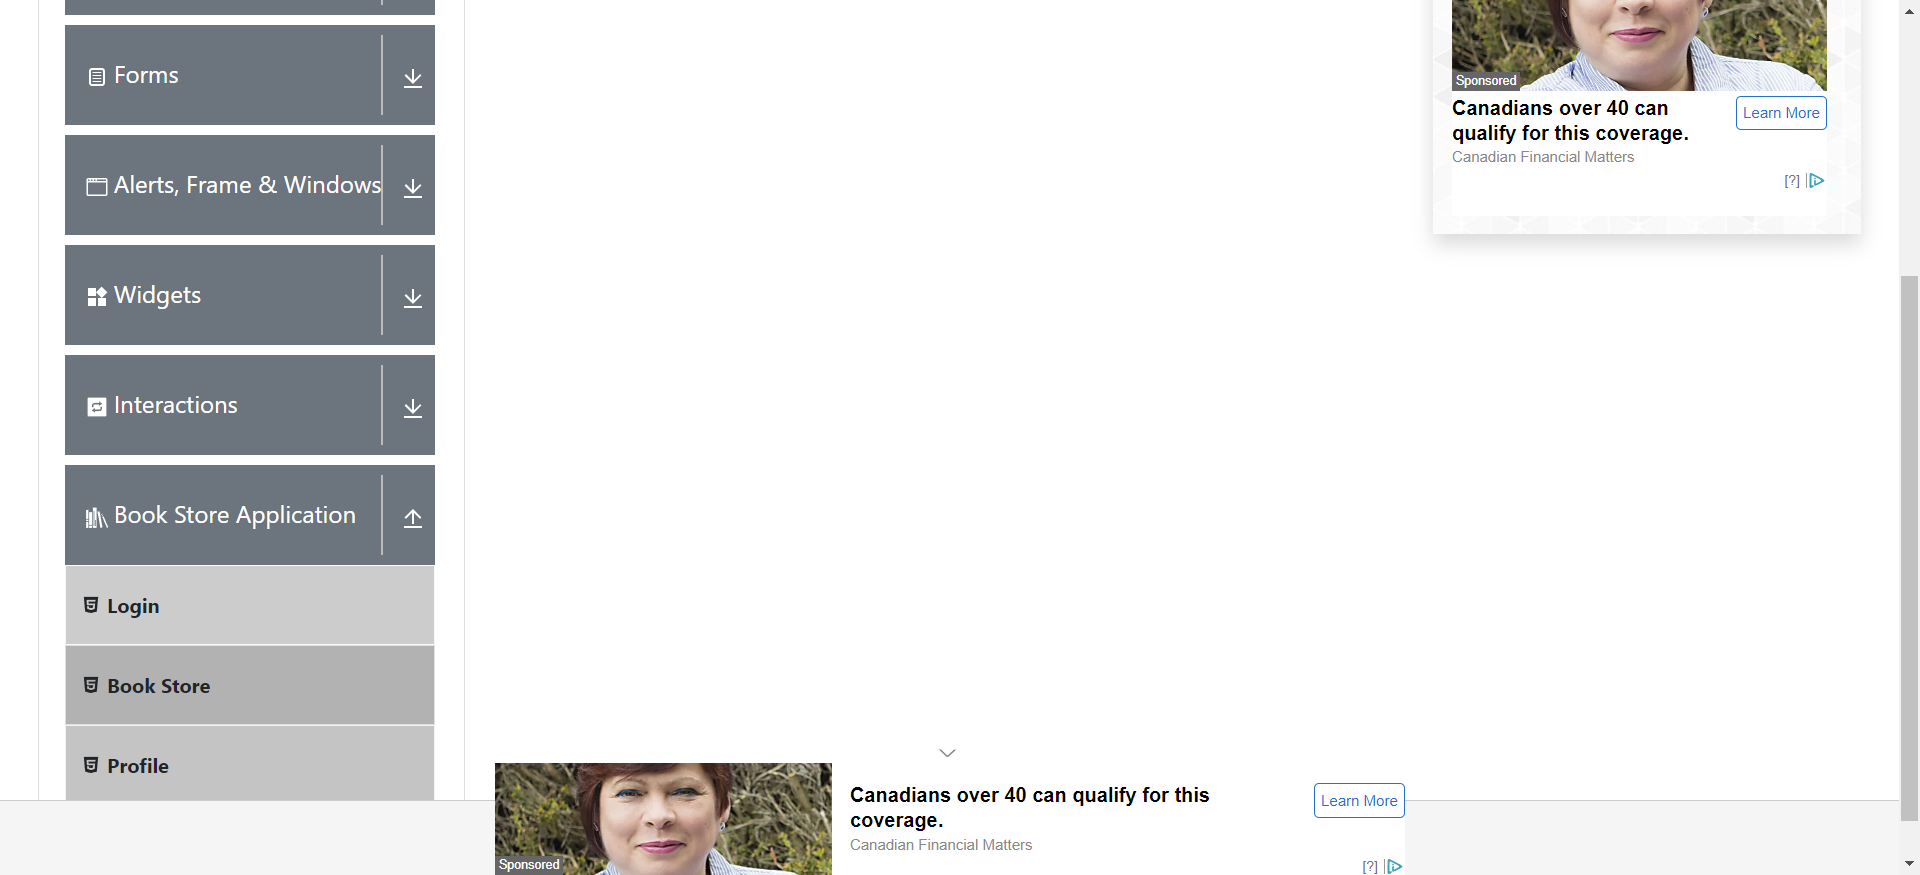 Forms
Alerts, Frame & Windows
Widgets
Interactions
Book Store Application
Login
Book Store
Profile
Sponsored
Canadians over 40 can
qualify for this coverage.
Canadian Financial Matters
Learn More
[?]
Sponsored
Canadians over 40 can qualify for this
coverage.
Canadian Financial Matters
Learn More
[?]